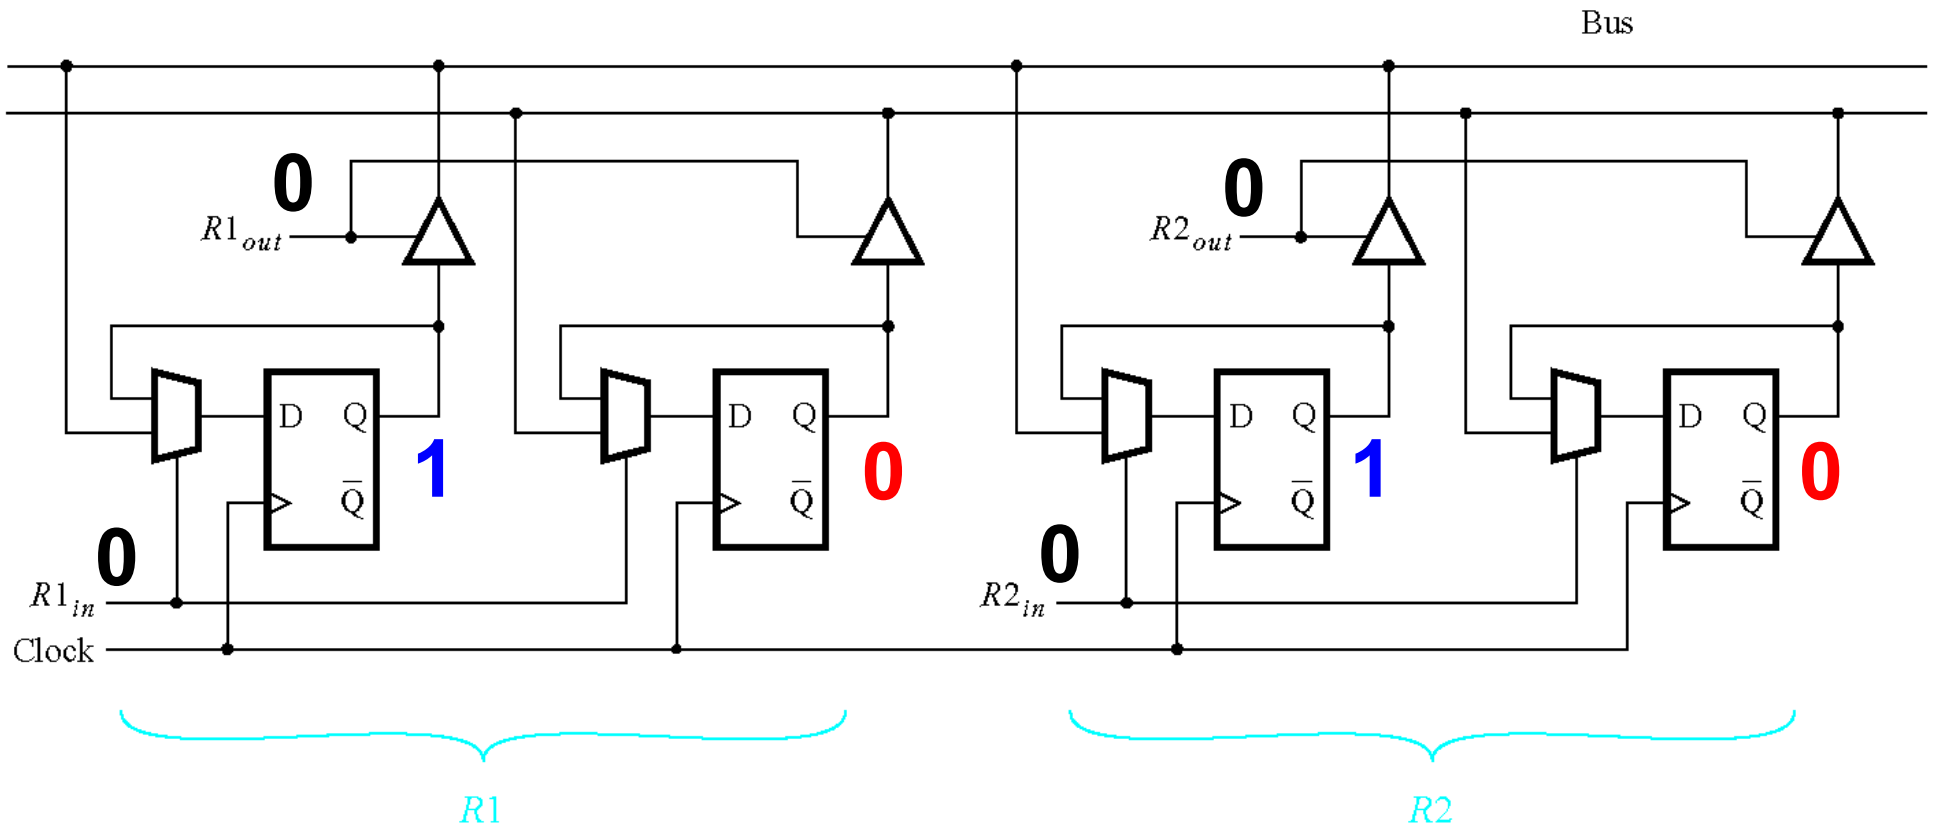 Bus
0 0
R1out R2out
D Q D Q D Q D Q
1 0 1 0
Q̅ Q̅ Q̅ Q̅
0 0
R1in R2in
Clock
R1 R2